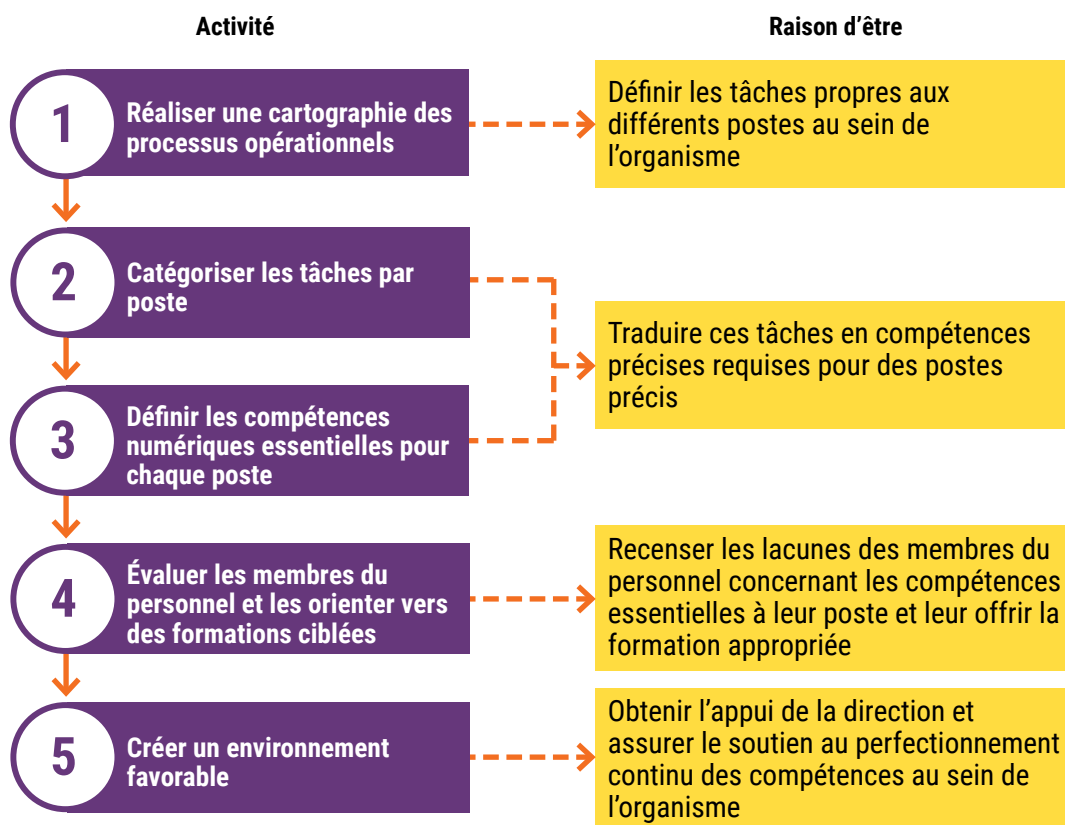 Activité
Raison d’être
1
Réaliser une cartographie des
processus opérationnels
Définir les tâches propres aux
différents postes au sein de
l’organisme
2
Catégoriser les tâches par
poste
3
Définir les compétences
numériques essentielles pour
chaque poste
Traduire ces tâches en compétences
précises requises pour des postes
précis
4
Évaluer les membres du
personnel et les orienter vers
des formations ciblées
Recenser les lacunes des membres du
personnel concernant les compétences
essentielles à leur poste et leur offrir la
formation appropriée
5
Créer un environnement
favorable
Obtenir l’appui de la direction et
assurer le soutien au perfectionnement
continu des compétences au sein de
l’organisme